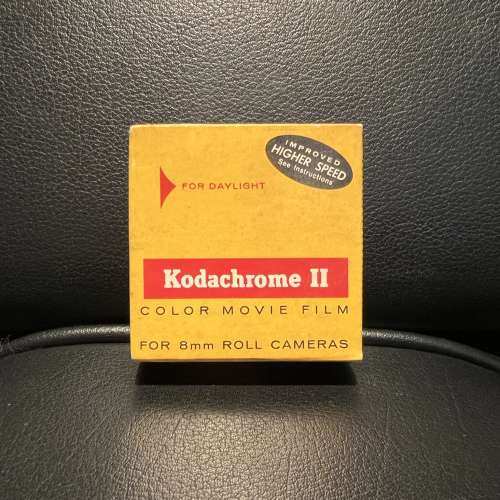 IMPROVED
HIGHER SPEED
See Instructions
FOR DAYLIGHT
Kodachrome II
COLOR MOVIE FILM
FOR 8mm ROLL CAMERAS